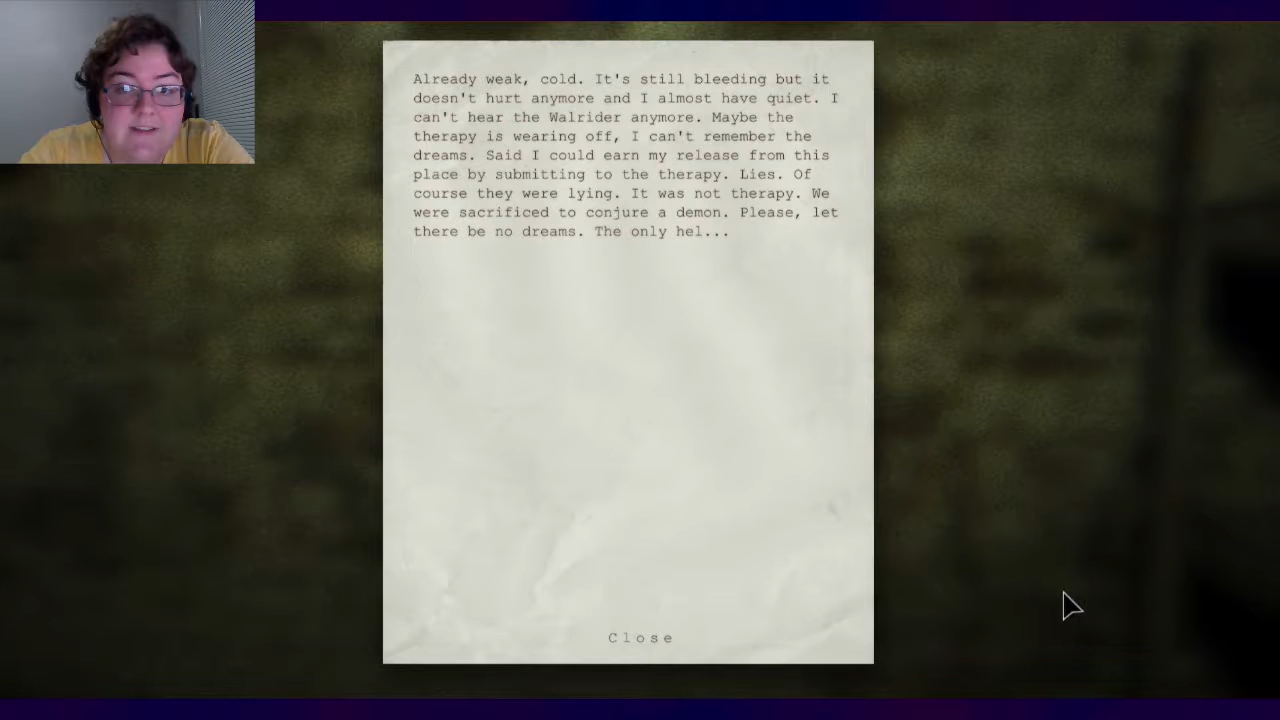 Already weak, cold. It's still bleeding but it
doesn't hurt anymore and I almost have quiet. I
can't hear the Walrider anymore. Maybe the
therapy is wearing off, I can't remember the
dreams. Said I could earn my release from this
place by submitting to the therapy. Lies. Of
course they were lying. It was not therapy. We
were sacrificed to conjure a demon. Please, let
there be no dreams. The only hel...
Close